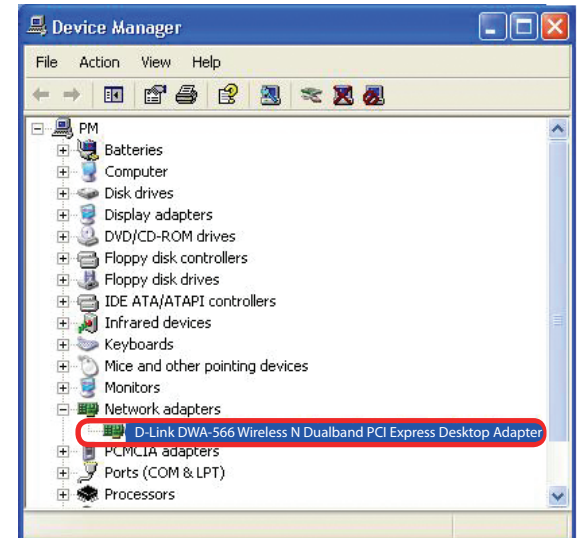 Device Manager
File Action View Help
PM
Batteries
Computer
Disk drives
Display adapters
DVD/CD-ROM drives
Floppy disk controllers
Floppy disk drives
IDE ATA/ATAPI controllers
Infrared devices
Keyboards
Mice and other pointing devices
Monitors
Network adapters
D-Link DWA-566 Wireless N Dualband PCI Express Desktop Adapter
PCMCIA adapters
Ports (COM & LPT)
Processors